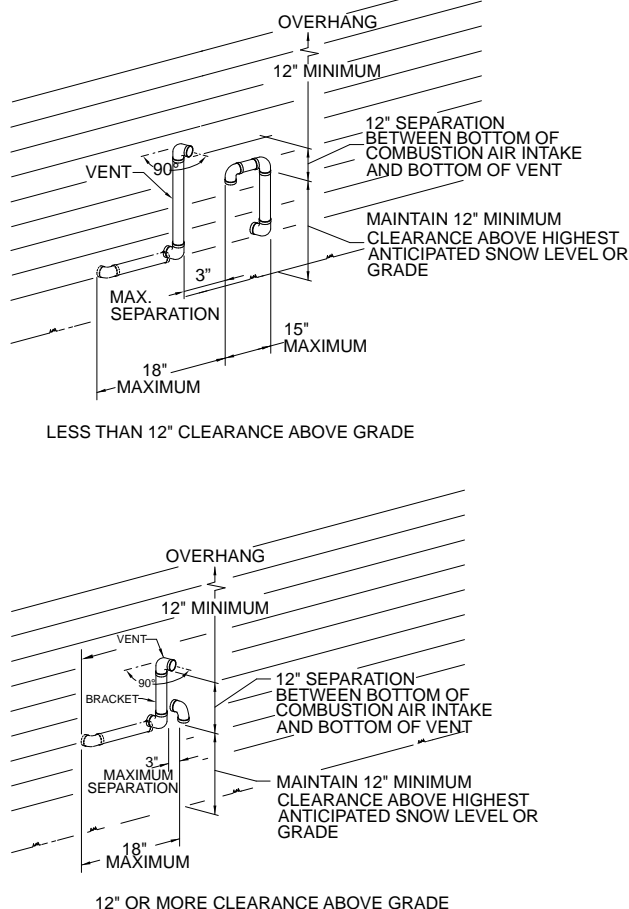 OVERHANG
12" MINIMUM
12" SEPARATION
BETWEEN BOTTOM OF
COMBUSTION AIR INTAKE
AND BOTTOM OF VENT
90
VENT
MAINTAIN 12" MINIMUM
CLEARANCE ABOVE HIGHEST
ANTICIPATED SNOW LEVEL OR
GRADE
3”
MAX.
SEPARATION
15"
MAXIMUM
18"
MAXIMUM
LESS THAN 12" CLEARANCE ABOVE GRADE
OVERHANG
12" MINIMUM
VENT
90°
BRACKET
12" SEPARATION
BETWEEN BOTTOM OF
COMBUSTION AIR INTAKE
AND BOTTOM OF VENT
3"
MAXIMUM
SEPARATION
MAINTAIN 12" MINIMUM
CLEARANCE ABOVE HIGHEST
ANTICIPATED SNOW LEVEL OR
GRADE
18"
MAXIMUM
12" OR MORE CLEARANCE ABOVE GRADE